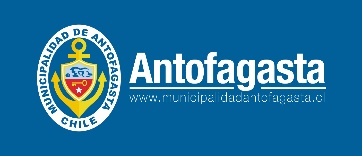 MUNICIPALIDAD DE ANTOFAGASTA
CHILE
Antofagasta
www.municipalidadantofagasta.cl